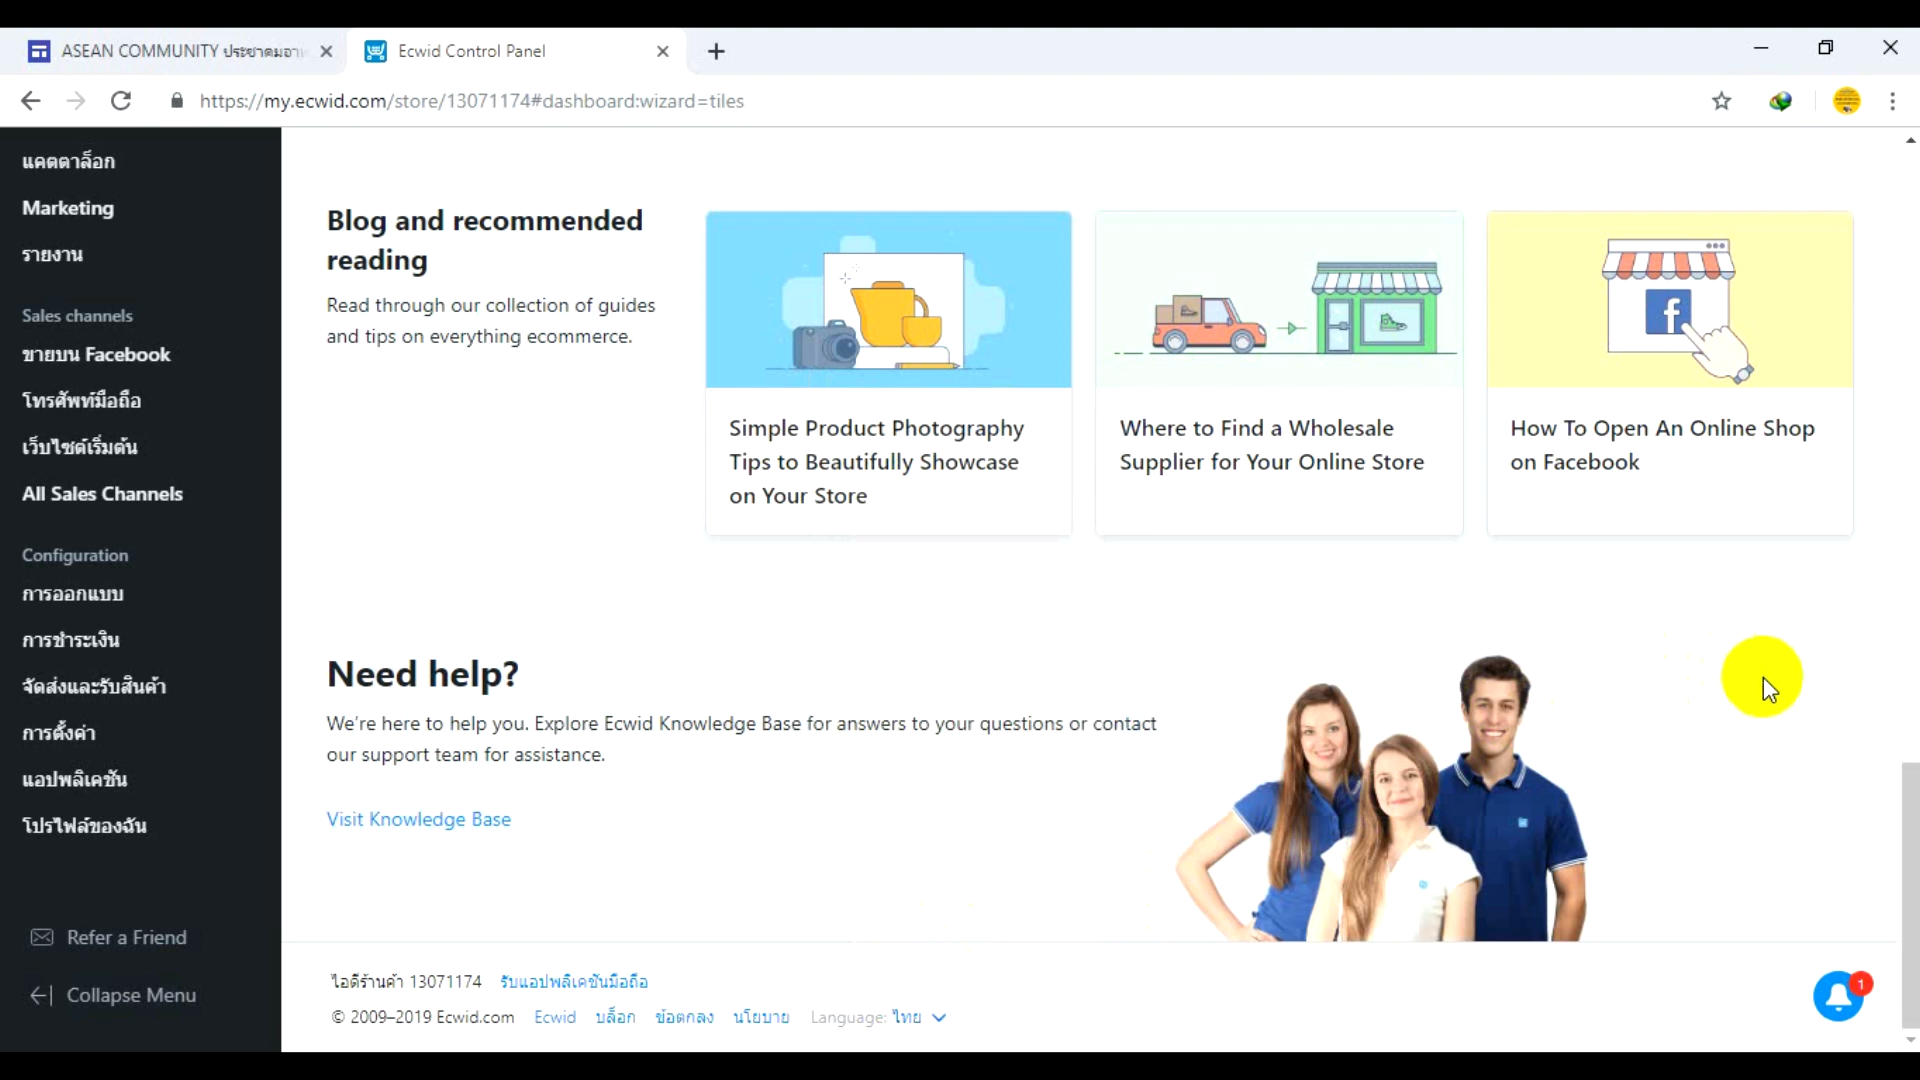 ASEAN COMMUNITY ประชาคมอาเ
Ecwid Control Panel
https://my.ecwid.com/store/13071174#dashboard:wizard=tiles
แคตตาล็อก
Marketing
รายงาน
Sales channels
ขายบน Facebook
โทรศัพท์มือถือ
เว็บไซต์เริ่มต้น
All Sales Channels
Configuration
การออกแบบ
การชำระเงิน
จัดส่งและรับสินค้า
การตั้งค่า
แอปพลิเคชัน
โปรไฟล์ของฉัน
Refer a Friend
Collapse Menu
Blog and recommended
reading
Read through our collection of guides
and tips on everything ecommerce.
Simple Product Photography
Tips to Beautifully Showcase
on Your Store
Where to Find a Wholesale
Supplier for Your Online Store
f
How To Open An Online Shop
on Facebook
Need help?
We're here to help you. Explore Ecwid Knowledge Base for answers to your questions or contact
our support team for assistance.
Visit Knowledge Base
ไอดีร้านค้า 13071174 รับแอปพลิเคชันมือถือ
© 2009–2019 Ecwid.com Ecwid บล็อก ข้อตกลง นโยบาย Language: ไทย
1